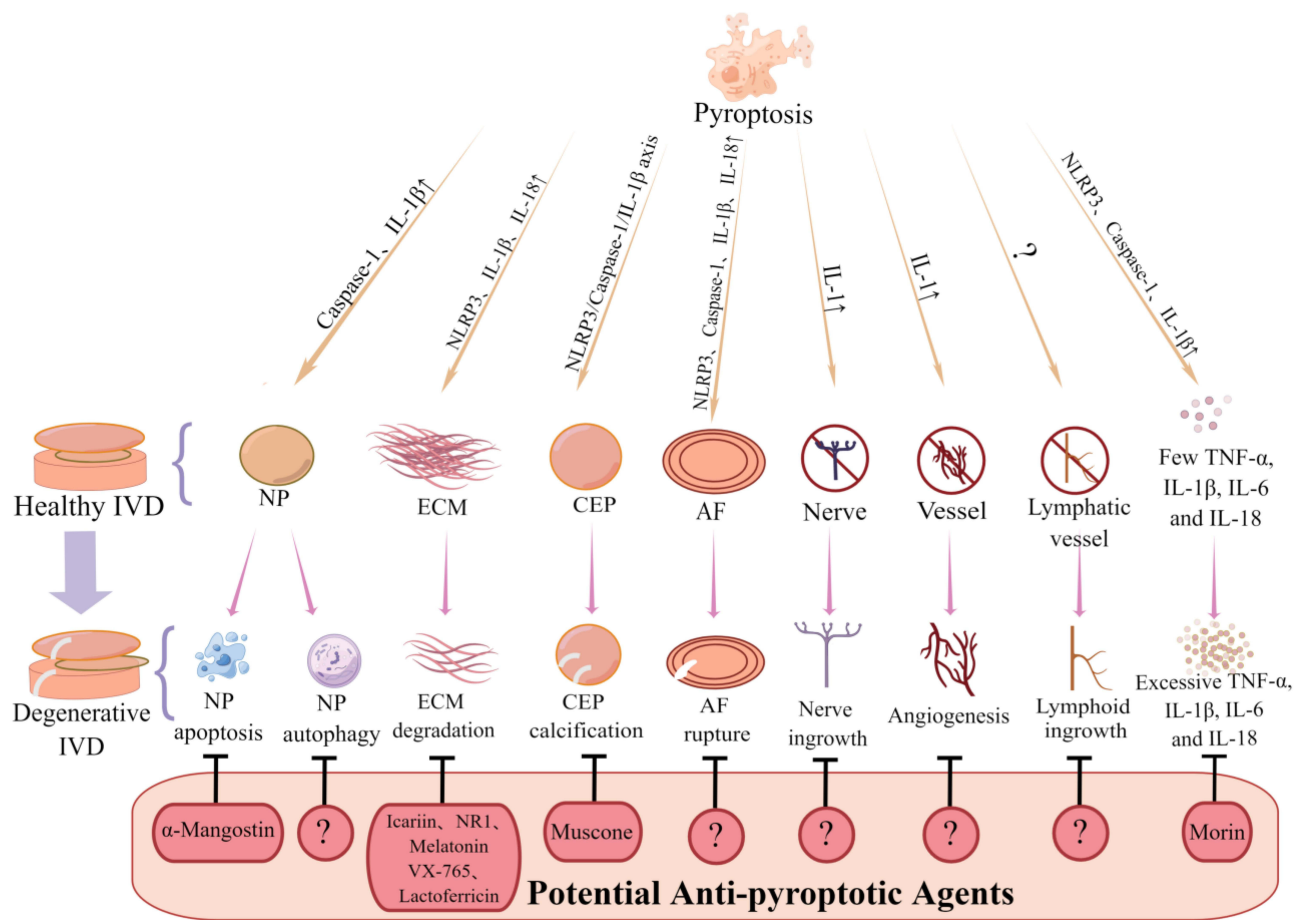 Pyroptosis
Caspase-1、IL-1β↑
NLRP3、IL-1β、IL-18↑
NLRP3/Caspase-1/IL-1β axis
NLRP3、Caspase-1、IL-1β、IL-18↑
IL-1↑
IL-1↑
?
NLRP3、Caspase-1、IL-1β↑
Healthy IVD
NP
ECM
CEP
AF
Nerve
Vessel
Lymphatic
vessel
Few TNF-α,
IL-1β, IL-6
and IL-18
Degenerative
IVD
NP
apoptosis
NP
autophagy
ECM
degradation
CEP
calcification
AF
rupture
Nerve
ingrowth
Angiogenesis
Lymphoid
ingrowth
Excessive TNF-α,
IL-1β, IL-6
and IL-18
α-Mangostin
?
Icariin、NR1、
Melatonin
VX-765、
Lactoferricin
Muscone
?
?
?
?
Morin
Potential Anti-pyroptotic Agents